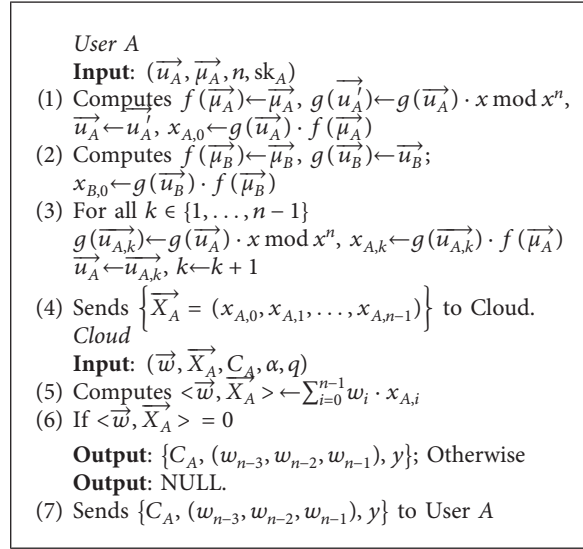 User A
Input: (u⃗_A, μ⃗_A, n, sk_A)
(1) Computes f(μ⃗_A)←μ⃗_A, g(u⃗′_A)←g(u⃗_A) · x mod xⁿ,
u⃗_A←u⃗′_A, x_{A,0}←g(u⃗_A) · f(μ⃗_A)
(2) Computes f(μ⃗_B)←μ⃗_B, g(u⃗_B)←u⃗_B;
x_{B,0}←g(u⃗_B) · f(μ⃗_B)
(3) For all k ∈ {1, . . . , n − 1}
g(u⃗_{A,k})←g(u⃗_A) · x mod xⁿ, x_{A,k}←g(u⃗_{A,k}) · f(μ⃗_A)
u⃗_A←u⃗_{A,k}, k←k + 1
(4) Sends {X⃗_A = (x_{A,0}, x_{A,1}, . . . , x_{A,n−1})} to Cloud.
Cloud
Input: (w⃗, X⃗_A, C_A, α, q)
(5) Computes <w⃗, X⃗_A> ←∑_{i=0}^{n−1} w_i · x_{A,i}
(6) If <w⃗, X⃗_A> = 0
Output: {C_A, (w_{n−3}, w_{n−2}, w_{n−1}), y}; Otherwise
Output: NULL.
(7) Sends {C_A, (w_{n−3}, w_{n−2}, w_{n−1}), y} to User A